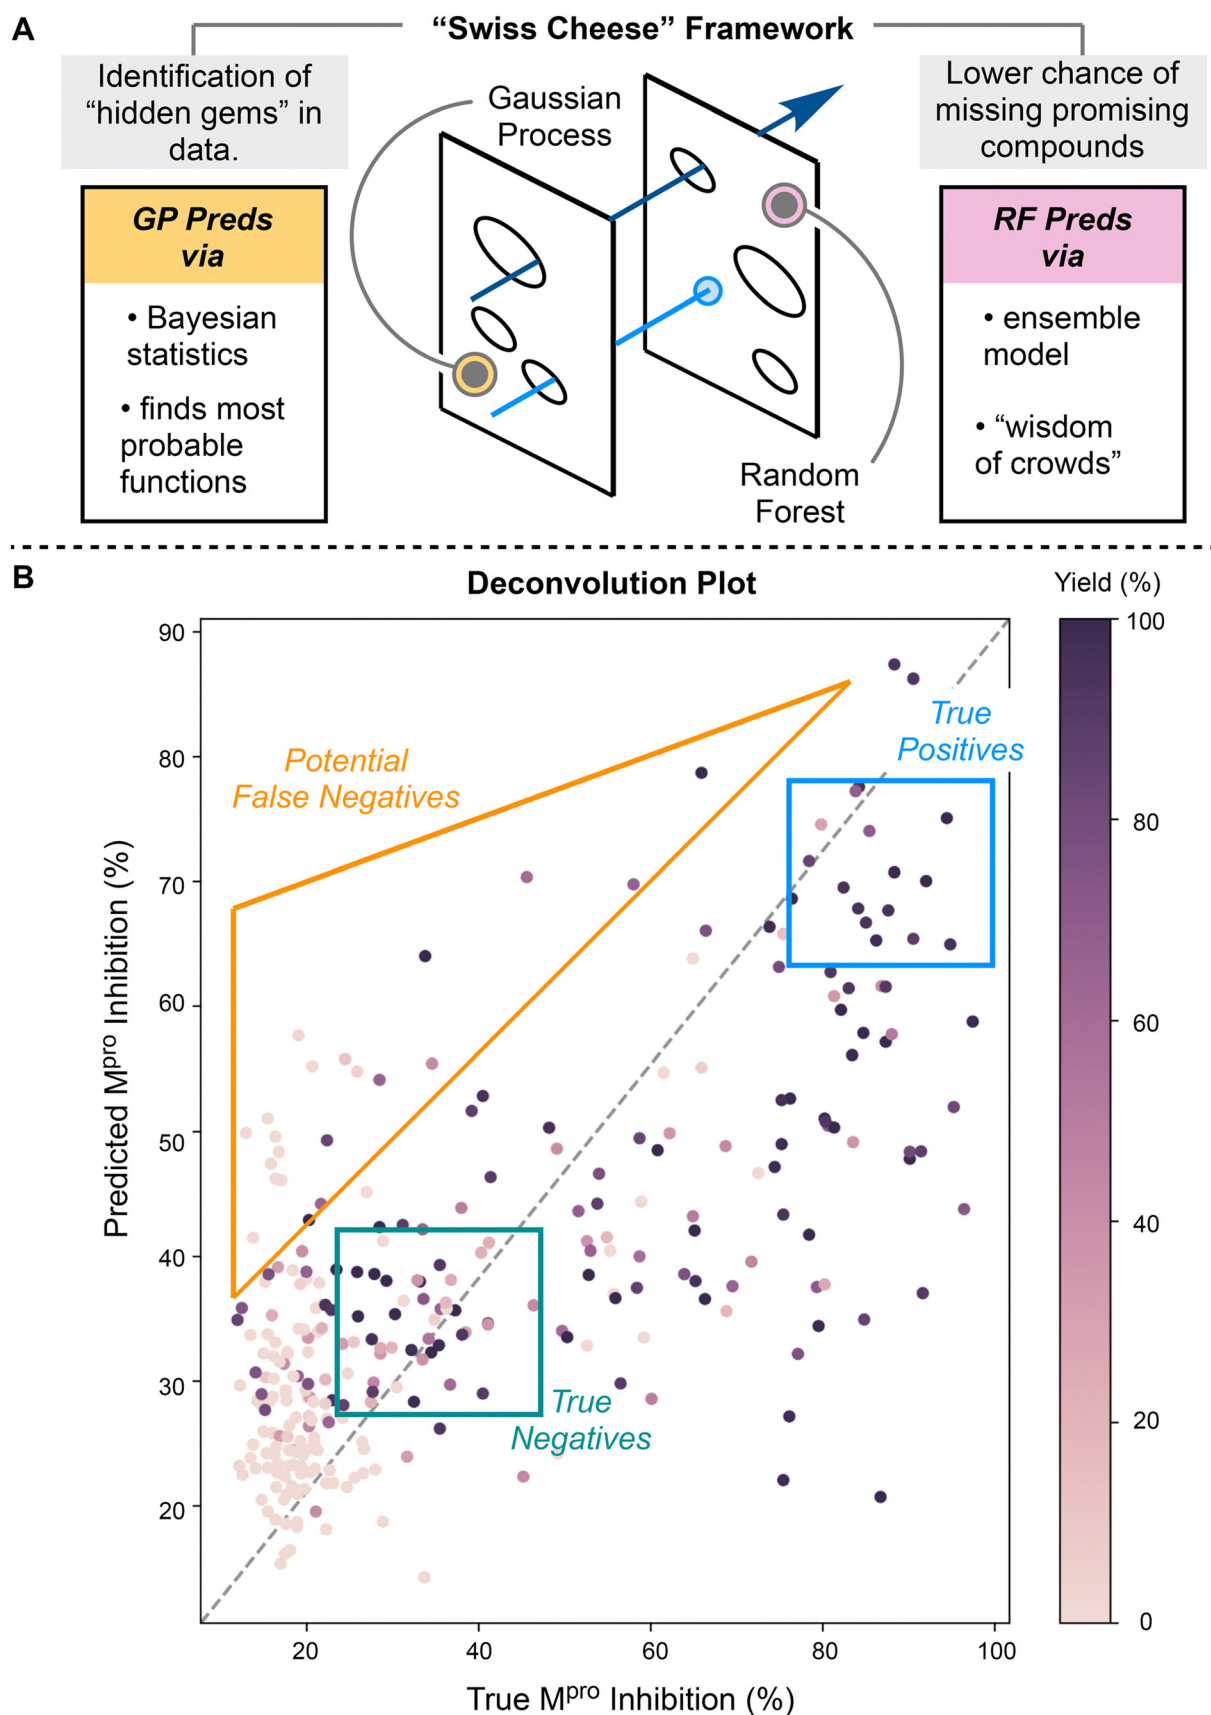 A
“Swiss Cheese” Framework
Identification of
“hidden gems” in
data.
GP Preds
via
• Bayesian
statistics
• finds most
probable
functions
Gaussian
Process
Random
Forest
Lower chance of
missing promising
compounds
RF Preds
via
• ensemble
model
• “wisdom
of crowds”
B
Deconvolution Plot
Yield (%)
Predicted Mpro Inhibition (%)
90
80
70
60
50
40
30
20
Potential
False Negatives
True
Positives
True
Negatives
20
40
60
80
100
True Mpro Inhibition (%)
100
80
60
40
20
0